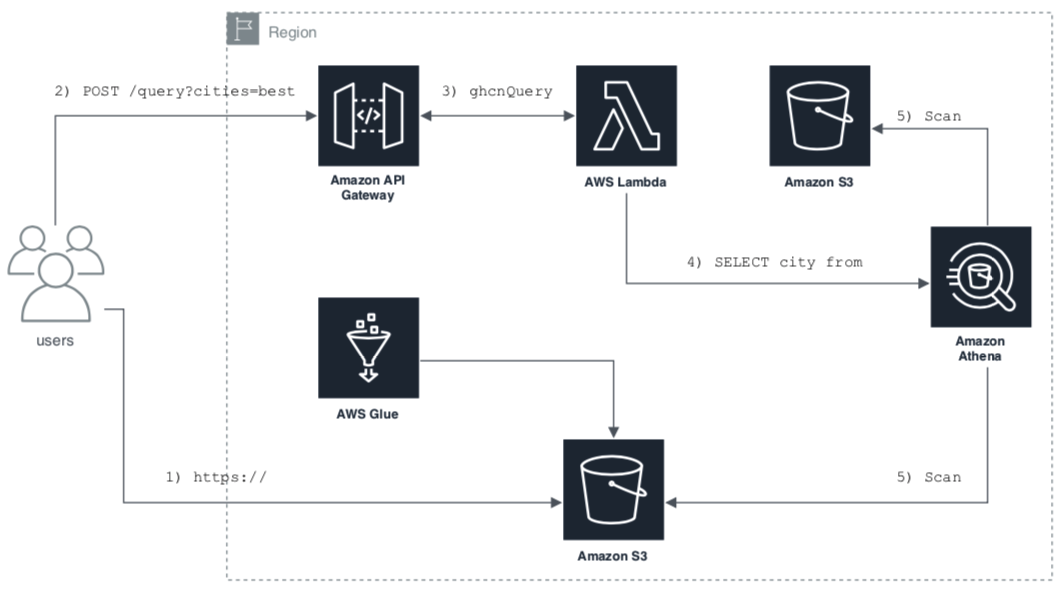 Region
2) POST /query?cities=best
3) ghcnQuery
5) Scan
Amazon API
Gateway
AWS Lambda
Amazon S3
4) SELECT city from
users
Amazon
Athena
AWS Glue
1) https://
5) Scan
Amazon S3